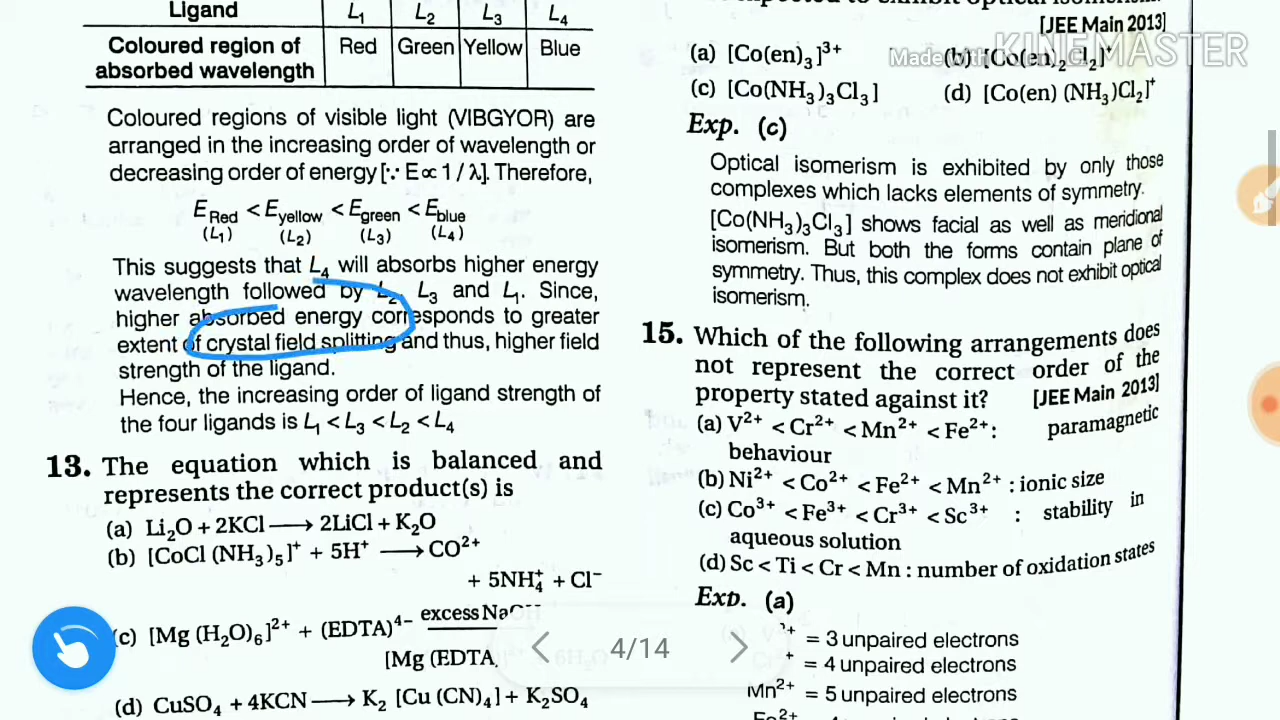 Ligand L₁ L₂ L₃ L₄
Coloured region of absorbed wavelength Red Green Yellow Blue
Coloured regions of visible light (VIBGYOR) are
arranged in the increasing order of wavelength or
decreasing order of energy [∵ E ∝ 1 / λ]. Therefore,
E Red < E yellow < E green < E blue
(L₁) (L₂) (L₃) (L₄)
This suggests that L₄ will absorbs higher energy
wavelength followed by L₂, L₃ and L₁. Since,
higher absorbed energy corresponds to greater
extent of crystal field splitting and thus, higher field
strength of the ligand.
Hence, the increasing order of ligand strength of
the four ligands is L₁ < L₃ < L₂ < L₄
13. The equation which is balanced and
represents the correct product(s) is
(a) Li₂O + 2KCl ⟶ 2LiCl + K₂O
(b) [CoCl (NH₃)₅]⁺ + 5H⁺ ⟶ CO²⁺
+ 5NH₄⁺ + Cl⁻
(c) [Mg (H₂O)₆]²⁺ + (EDTA)⁴⁻ excess NaOH
[Mg (EDTA
(d) CuSO₄ + 4KCN ⟶ K₂ [Cu (CN)₄] + K₂SO₄
[JEE Main 2013]
Made with KINEMASTER
(a) [Co(en)₃]³⁺ (b) [Co(en)₂Cl₂]⁺
(c) [Co(NH₃)₃Cl₃] (d) [Co(en) (NH₃)Cl₂]⁺
Exp. (c)
Optical isomerism is exhibited by only those
complexes which lacks elements of symmetry.
[Co(NH₃)₃Cl₃] shows facial as well as meridional
isomerism. But both the forms contain plane of
symmetry. Thus, this complex does not exhibit optical
isomerism.
15. Which of the following arrangements does
not represent the correct order of the
property stated against it? [JEE Main 2013]
(a) V²⁺ < Cr²⁺ < Mn²⁺ < Fe²⁺ : paramagnetic
behaviour
(b) Ni²⁺ < Co²⁺ < Fe²⁺ < Mn²⁺ : ionic size
(c) Co³⁺ < Fe³⁺ < Cr³⁺ < Sc³⁺ : stability in
aqueous solution
(d) Sc < Ti < Cr < Mn : number of oxidation states
Exp. (a)
²⁺ = 3 unpaired electrons
⁺ = 4 unpaired electrons
Mn²⁺ = 5 unpaired electrons
4/14